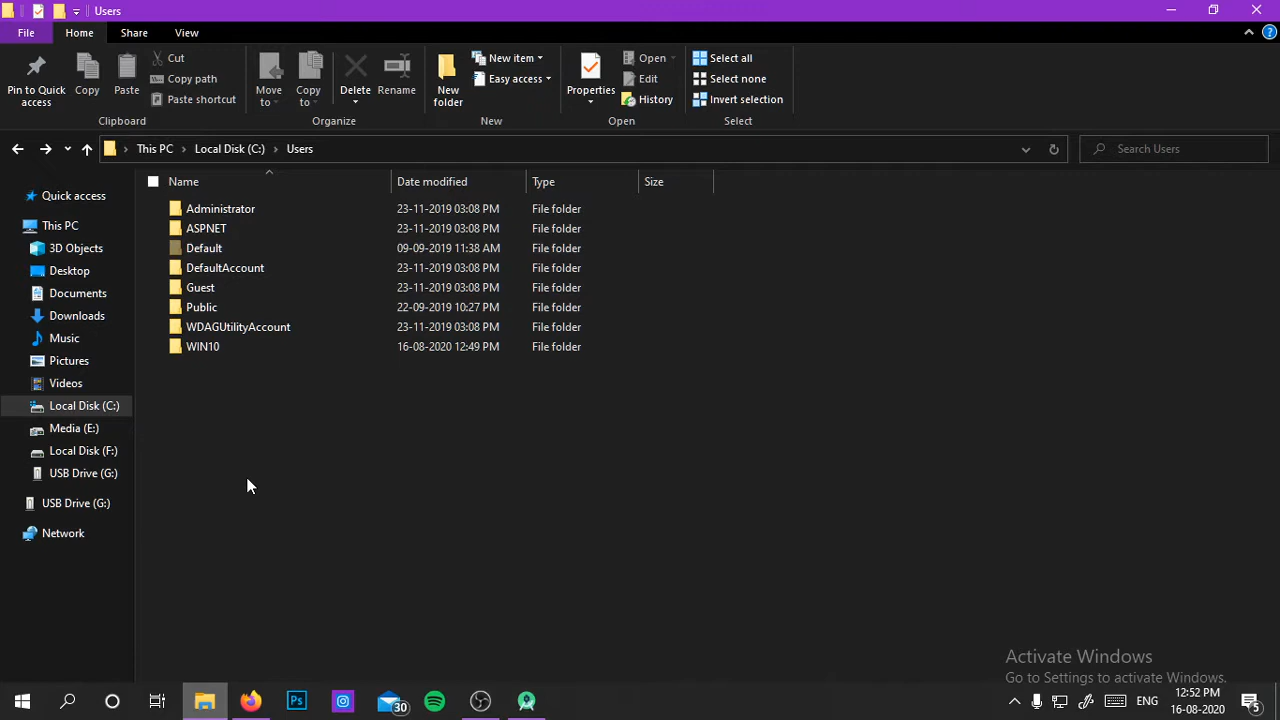 Users
File Home Share View
Pin to Quick access
Copy
Paste
Cut
Copy path
Paste shortcut
Clipboard
Move to
Copy to
Delete
Rename
Organize
New folder
New item
Easy access
New
Properties
Open
Edit
History
Open
Select all
Select none
Invert selection
Select
This PC Local Disk (C:) Users
Search Users
Name Date modified Type Size
Administrator 23-11-2019 03:08 PM File folder
ASPNET 23-11-2019 03:08 PM File folder
Default 09-09-2019 11:38 AM File folder
DefaultAccount 23-11-2019 03:08 PM File folder
Guest 23-11-2019 03:08 PM File folder
Public 22-09-2019 10:27 PM File folder
WDAGUtilityAccount 23-11-2019 03:08 PM File folder
WIN10 16-08-2020 12:49 PM File folder
Quick access
This PC
3D Objects
Desktop
Documents
Downloads
Music
Pictures
Videos
Local Disk (C:)
Media (E:)
Local Disk (F:)
USB Drive (G:)
USB Drive (G:)
Network
Activate Windows
Go to Settings to activate Windows.
Ps
30
ENG
12:52 PM
16-08-2020
5